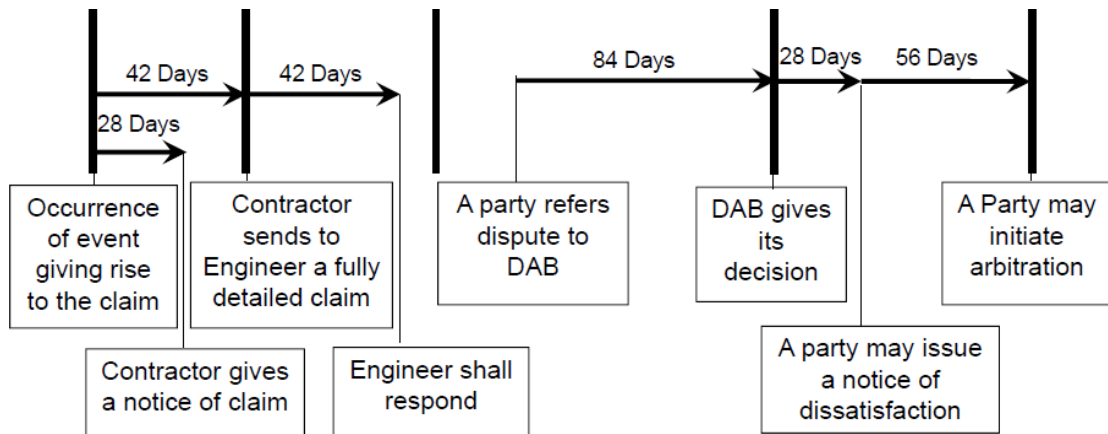 42 Days
42 Days
84 Days
28 Days
56 Days
28 Days
Occurrence
of event
giving rise
to the claim
Contractor
sends to
Engineer a fully
detailed claim
A party refers
dispute to
DAB
DAB gives
its
decision
A Party may
initiate
arbitration
Contractor gives
a notice of claim
Engineer shall
respond
A party may issue
a notice of
dissatisfaction